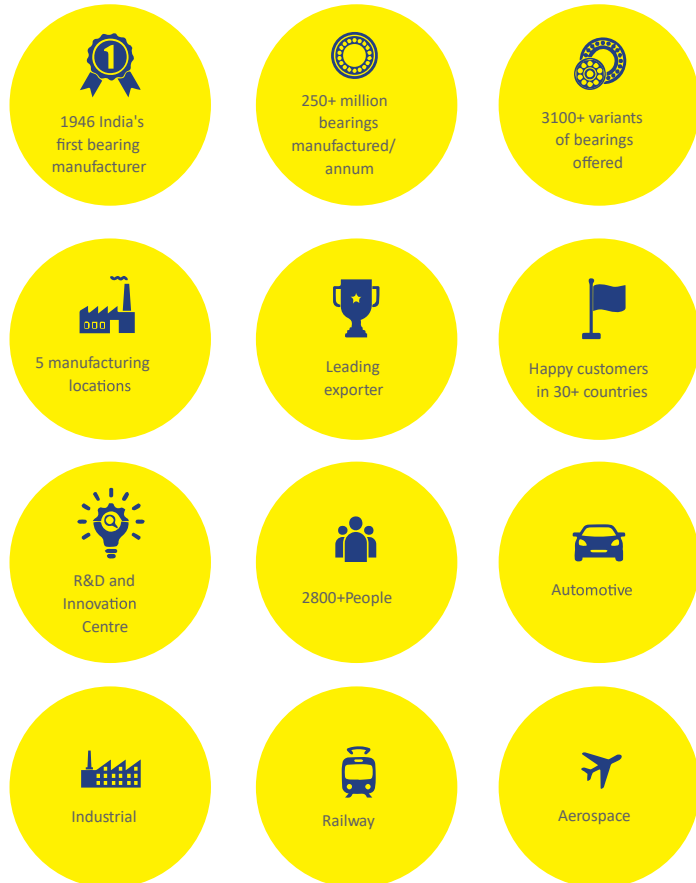 1
1946 India's
first bearing
manufacturer
250+ million
bearings
manufactured/
annum
3100+ variants
of bearings
offered
5 manufacturing
locations
Leading
exporter
Happy customers
in 30+ countries
R&D and
Innovation
Centre
2800+People
Automotive
Industrial
Railway
Aerospace